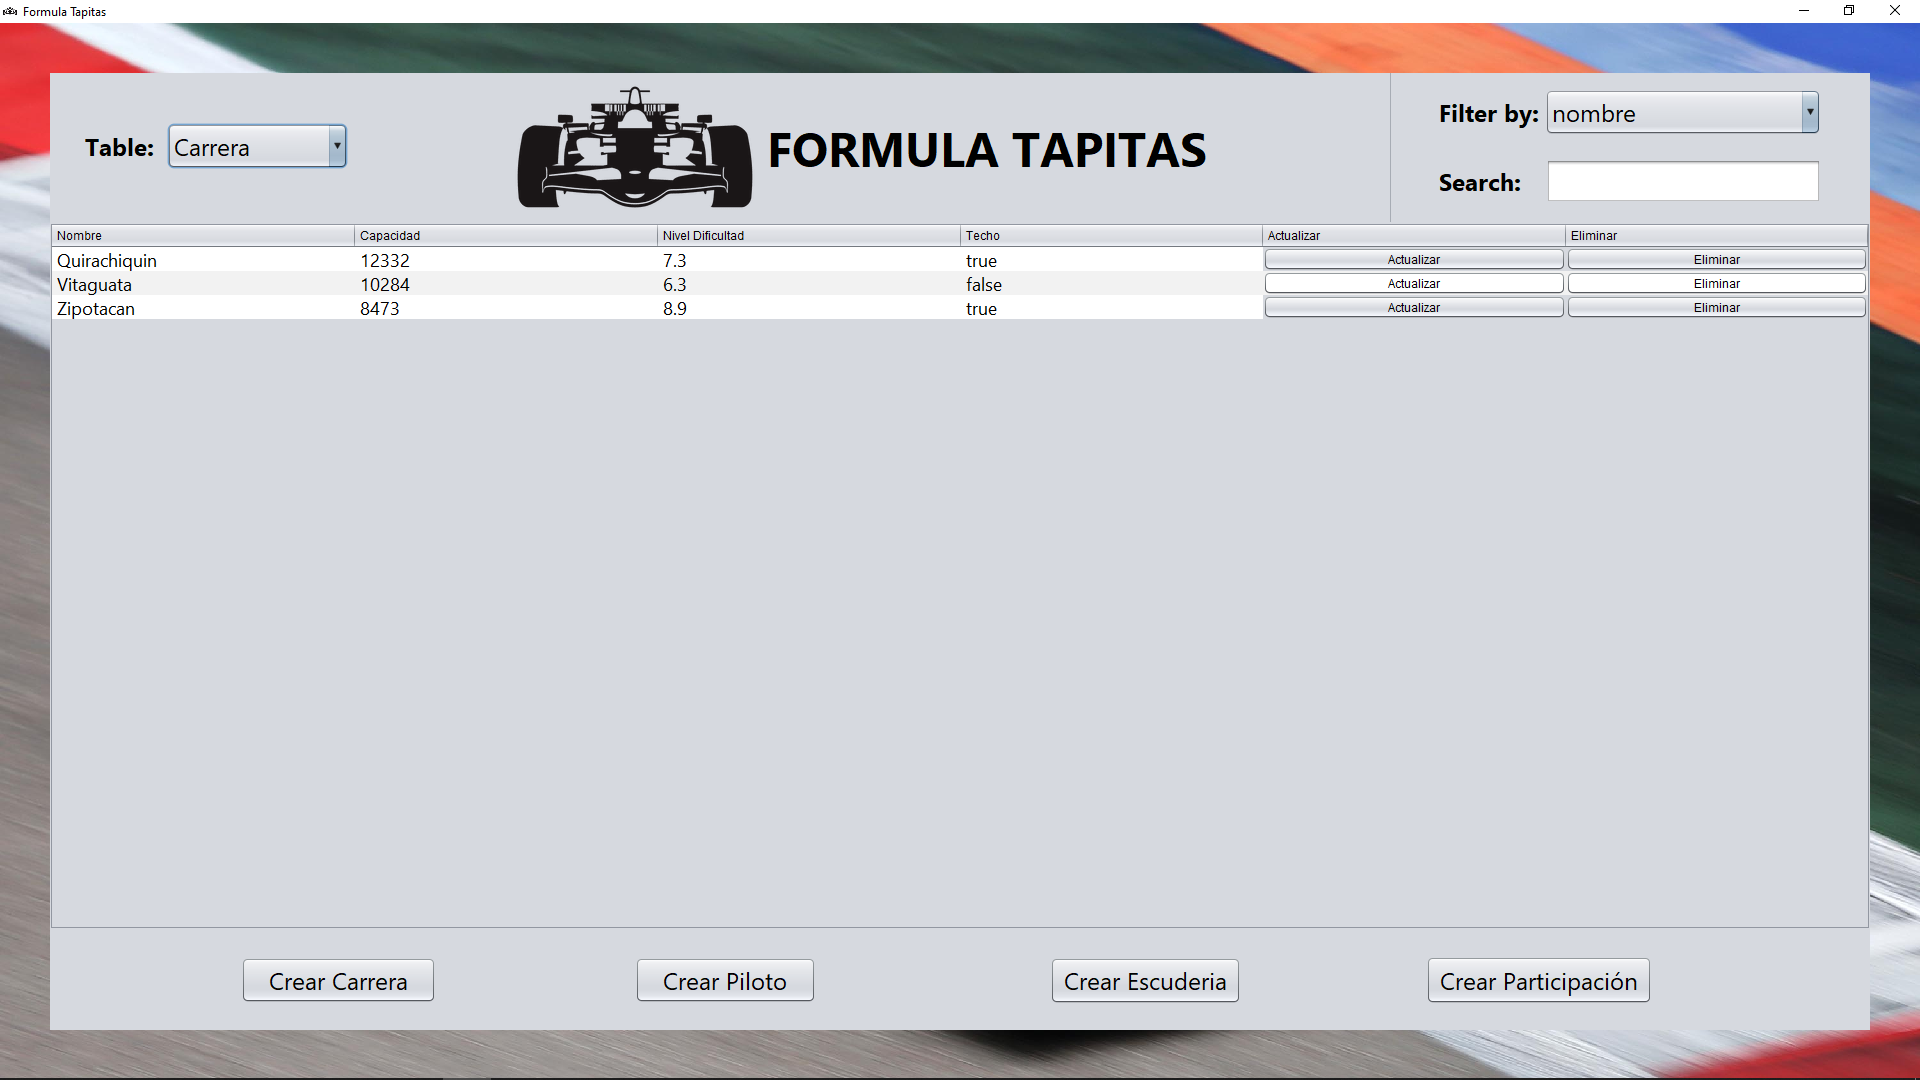 Formula Tapitas
Table: Carrera
FORMULA TAPITAS
Filter by: nombre
Search:
Nombre Capacidad Nivel Dificultad Techo Actualizar Eliminar
Quirachiquin 12332 7.3 true Actualizar Eliminar
Vitaguata 10284 6.3 false Actualizar Eliminar
Zipotacan 8473 8.9 true Actualizar Eliminar
Crear Carrera Crear Piloto Crear Escuderia Crear Participación